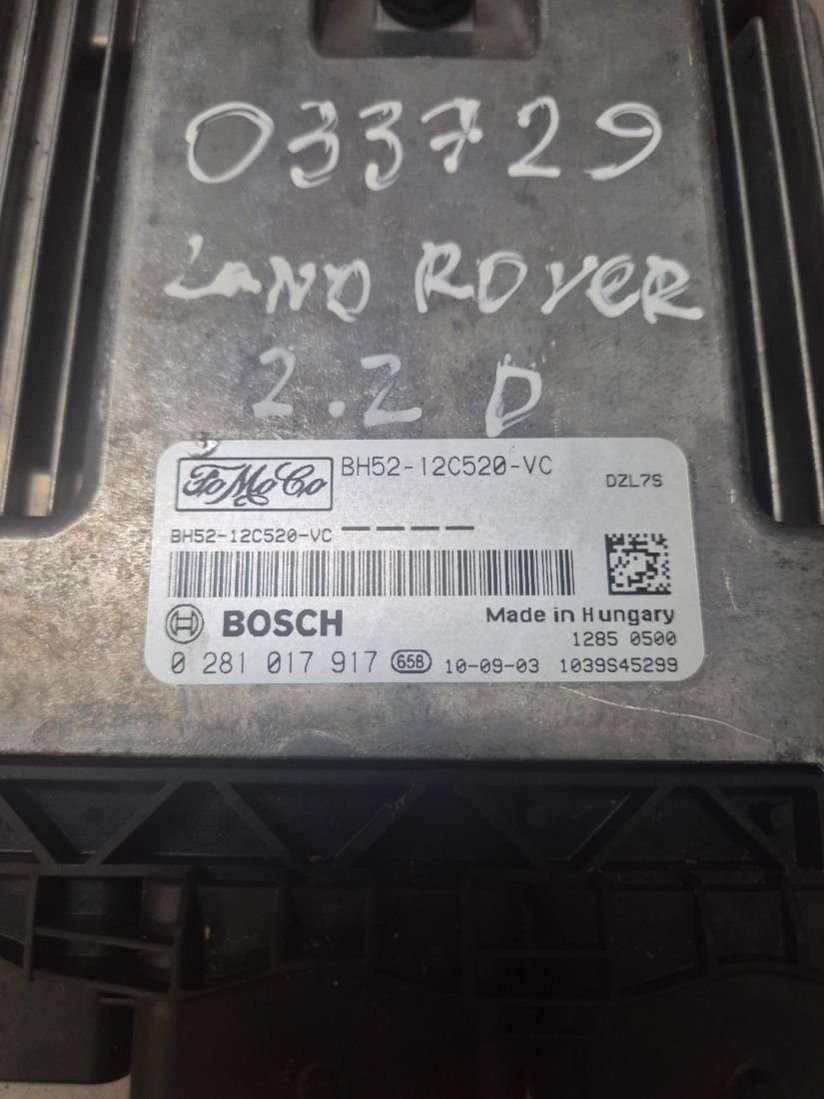 033729
LAND ROVER
2.2 D
FoMoCo BH52-12C520-VC DZL7S
BH52-12C520-VC ————
BOSCH Made in Hungary
1285 0500
0 281 017 917 658 10-09-03 1039S45299